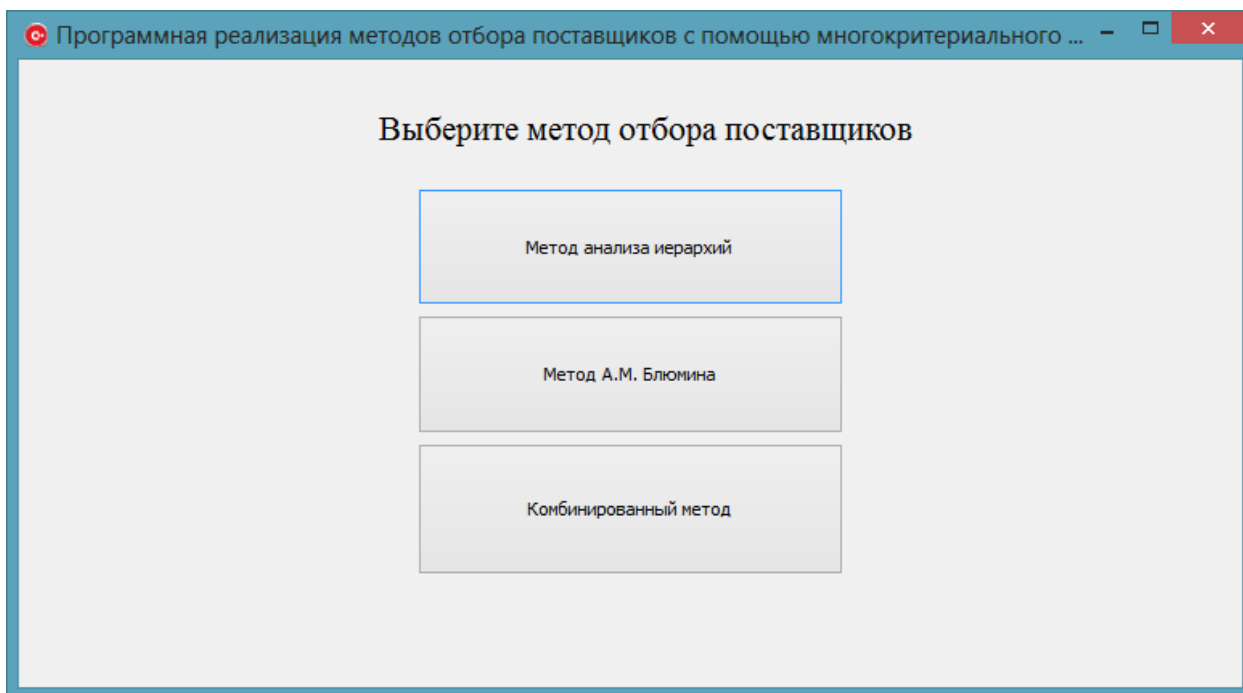 Программная реализация методов отбора поставщиков с помощью многокритериального ...
Выберите метод отбора поставщиков
Метод анализа иерархий
Метод А.М. Блюмина
Комбинированный метод